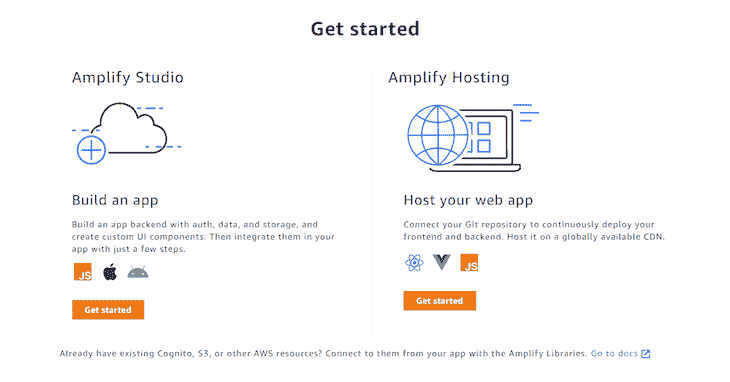 Get started
Amplify Studio
Build an app
Build an app backend with auth, data, and storage, and
create custom UI components. Then integrate them in your
app with just a few steps.
JS
Get started
Amplify Hosting
Host your web app
Connect your Git repository to continuously deploy your
frontend and backend. Host it on a globally available CDN.
JS
Get started
Already have existing Cognito, S3, or other AWS resources? Connect to them from your app with the Amplify Libraries. Go to docs